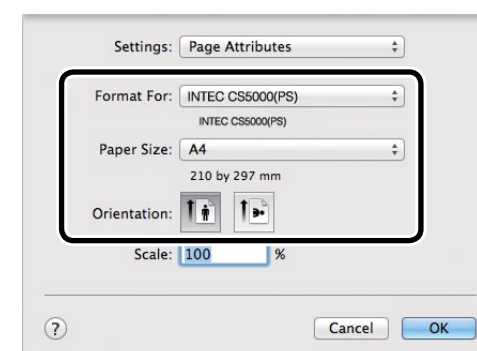 Settings: Page Attributes
Format For: INTEC CS5000(PS)
INTEC CS5000(PS)
Paper Size: A4
210 by 297 mm
Orientation:
Scale: 100 %
? Cancel OK